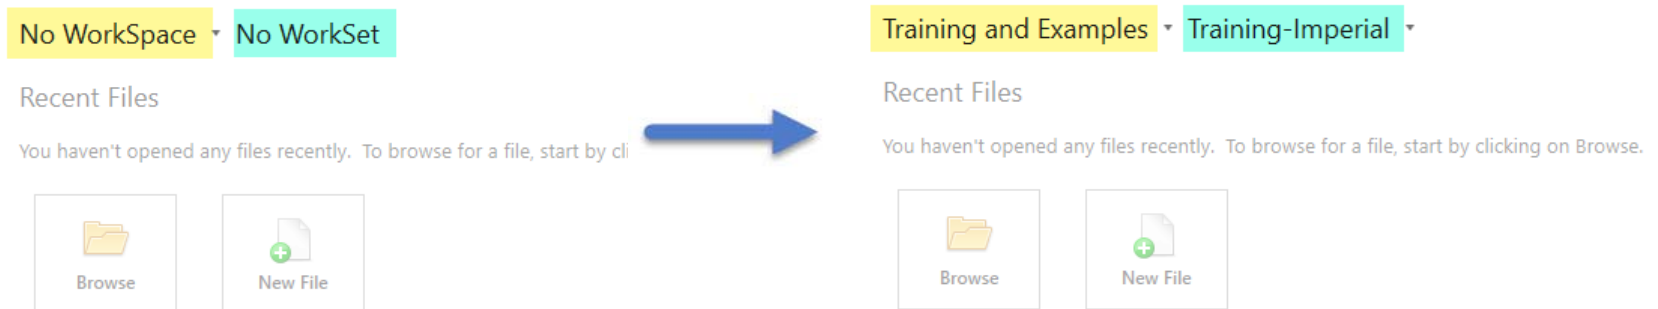 No WorkSpace No WorkSet
Recent Files
You haven't opened any files recently. To browse for a file, start by cli
Browse New File
Training and Examples Training-Imperial
Recent Files
You haven't opened any files recently. To browse for a file, start by clicking on Browse.
Browse New File